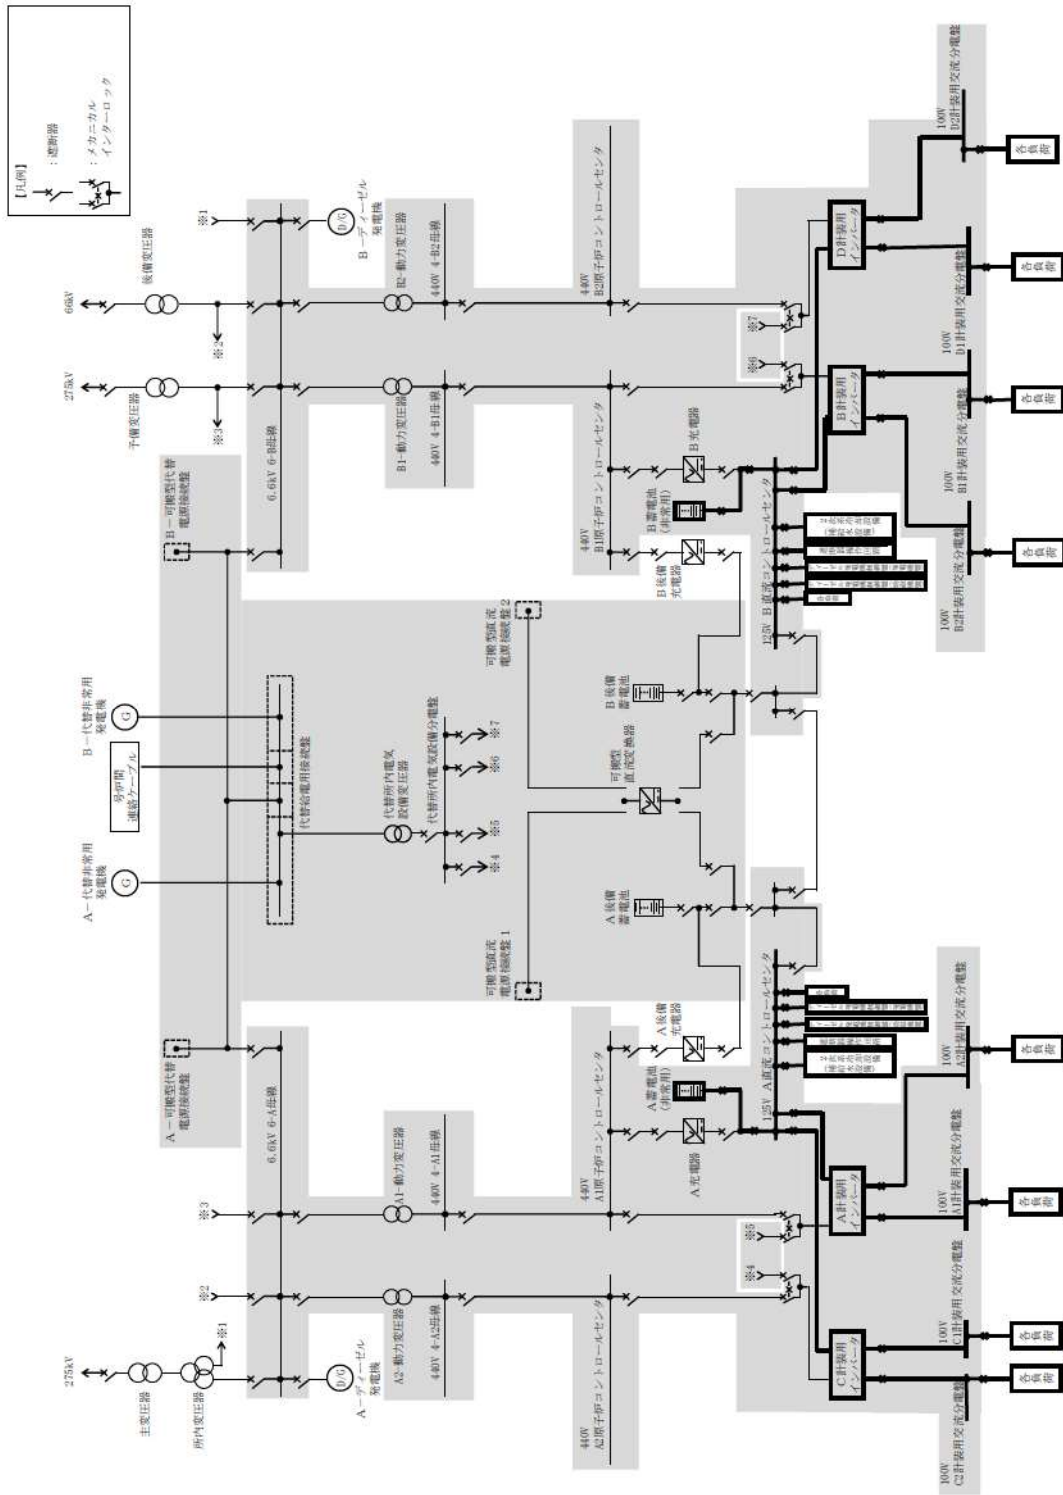 【凡例】
：遮断器
：メカニカル
インターロック
275kV
主変圧器
所内変圧器
※1
※2
※3
275kV
予備変圧器
※3
66kV
後備変圧器
※2
※1
A－可搬型代替
電源接続盤
B－可搬型代替
電源接続盤
A－代替非常用
発電機
G
号炉間
連絡ケーブル
B－代替非常用
発電機
G
代替給電用接続盤
6.6kV 6-A母線
6.6kV 6-B母線
D/G
A－ディーゼル
発電機
D/G
B－ディーゼル
発電機
A2-動力変圧器
A1-動力変圧器
代替所内電気
設備変圧器
B1-動力変圧器
B2-動力変圧器
440V 4-A2母線
440V 4-A1母線
代替所内電気設備分電盤
440V 4-B1母線
440V 4-B2母線
※4
※5
※6
※7
可搬型直流
電源接続盤 1
可搬型直流
電源接続盤 2
440V
A2原子炉コントロールセンタ
440V
A1原子炉コントロールセンタ
440V
B1原子炉コントロールセンタ
440V
B2原子炉コントロールセンタ
A充電器
A蓄電池
(非常用)
A後備
充電器
A後備
蓄電池
可搬型
直流変換器
B後備
蓄電池
B後備
充電器
B蓄電池
(非常用)
B充電器
※4
※5
※6
※7
125V A直流コントロールセンタ
125V B直流コントロールセンタ
C計装用
インバータ
A計装用
インバータ
B計装用
インバータ
D計装用
インバータ
100V
C2計装用交流分電盤
100V
C1計装用交流分電盤
100V
A1計装用交流分電盤
100V
A2計装用交流分電盤
100V
B2計装用交流分電盤
100V
B1計装用交流分電盤
100V
D1計装用交流分電盤
100V
D2計装用交流分電盤
各負荷
各負荷
各負荷
各負荷
各負荷
各負荷
各負荷
各負荷